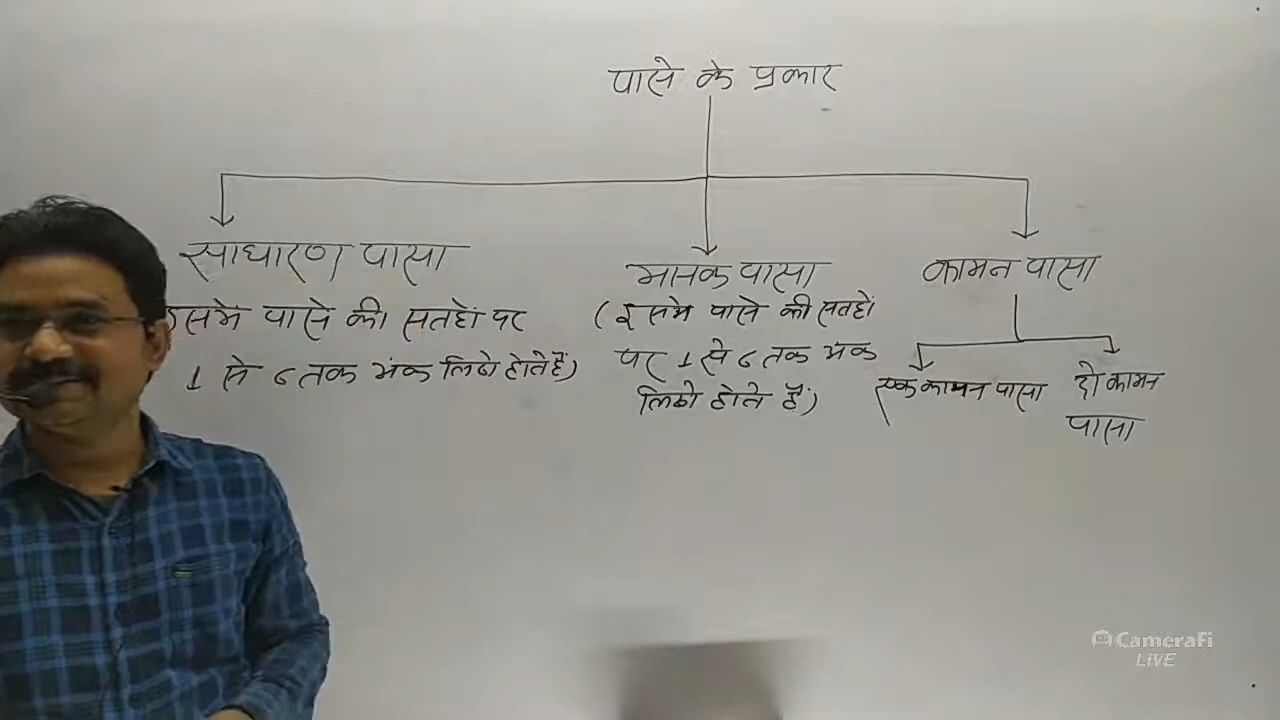 पासे के प्रकार
साधारण पासा
इसमे पासे की सतहों पर
1 से 6 तक अंक लिखे होते हैं)
मानक पासा
(इसमे पासे की सतहों
पर 1 से 6 तक अंक
लिखे होते हैं)
कामन पासा
एक कामन पासा
दो कामन
पासा
CameraFi
LIVE